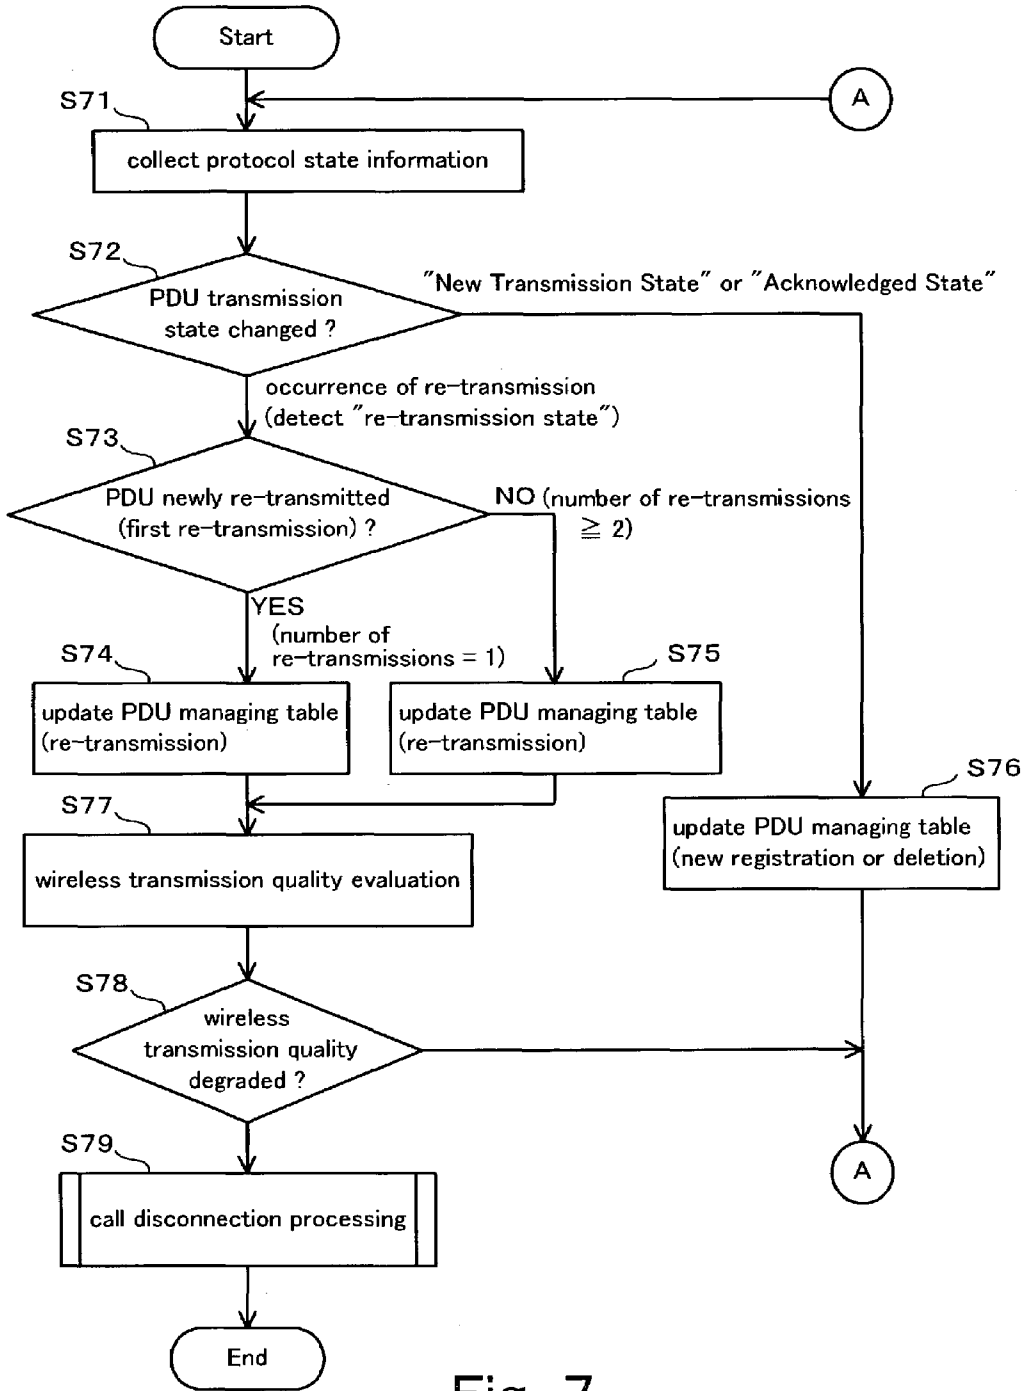 Start
A
S71
collect protocol state information
S72
PDU transmission
state changed ?
"New Transmission State" or "Acknowledged State"
occurrence of re-transmission
(detect "re-transmission state")
S73
PDU newly re-transmitted
(first re-transmission) ?
NO (number of re-transmissions
≧ 2)
YES
(number of
re-transmissions = 1)
S74
update PDU managing table
(re-transmission)
S75
update PDU managing table
(re-transmission)
S76
update PDU managing table
(new registration or deletion)
S77
wireless transmission quality evaluation
S78
wireless
transmission quality
degraded ?
S79
call disconnection processing
A
End
Fig. 7